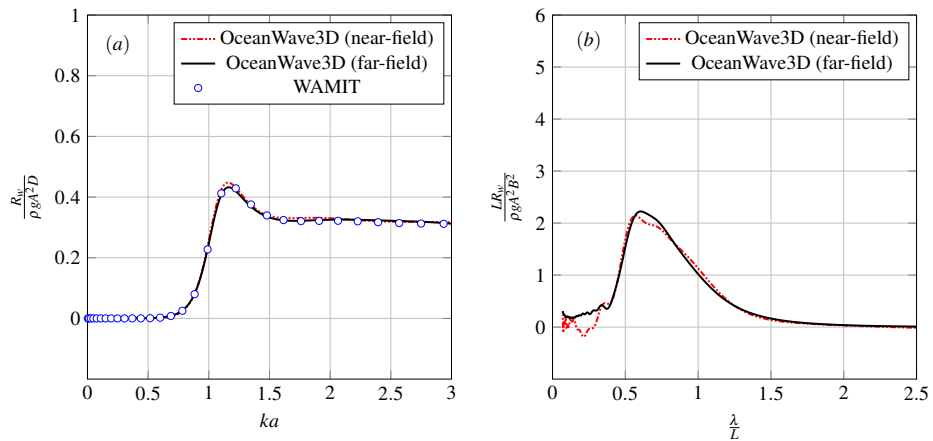 (a)
OceanWave3D (near-field)
OceanWave3D (far-field)
WAMIT
1
0.8
0.6
0.4
0.2
0
0 0.5 1 1.5 2 2.5 3
ka
R_w
ρgA²D
(b)
OceanWave3D (near-field)
OceanWave3D (far-field)
6
5
4
3
2
1
0
0 0.5 1 1.5 2 2.5
λ
L
LR_w
ρgA²B²